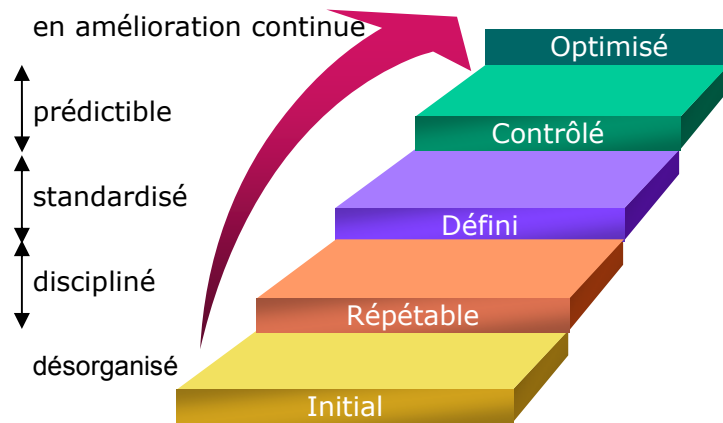 en amélioration continue
Optimisé
prédictible
Contrôlé
standardisé
Défini
discipliné
Répétable
désorganisé
Initial